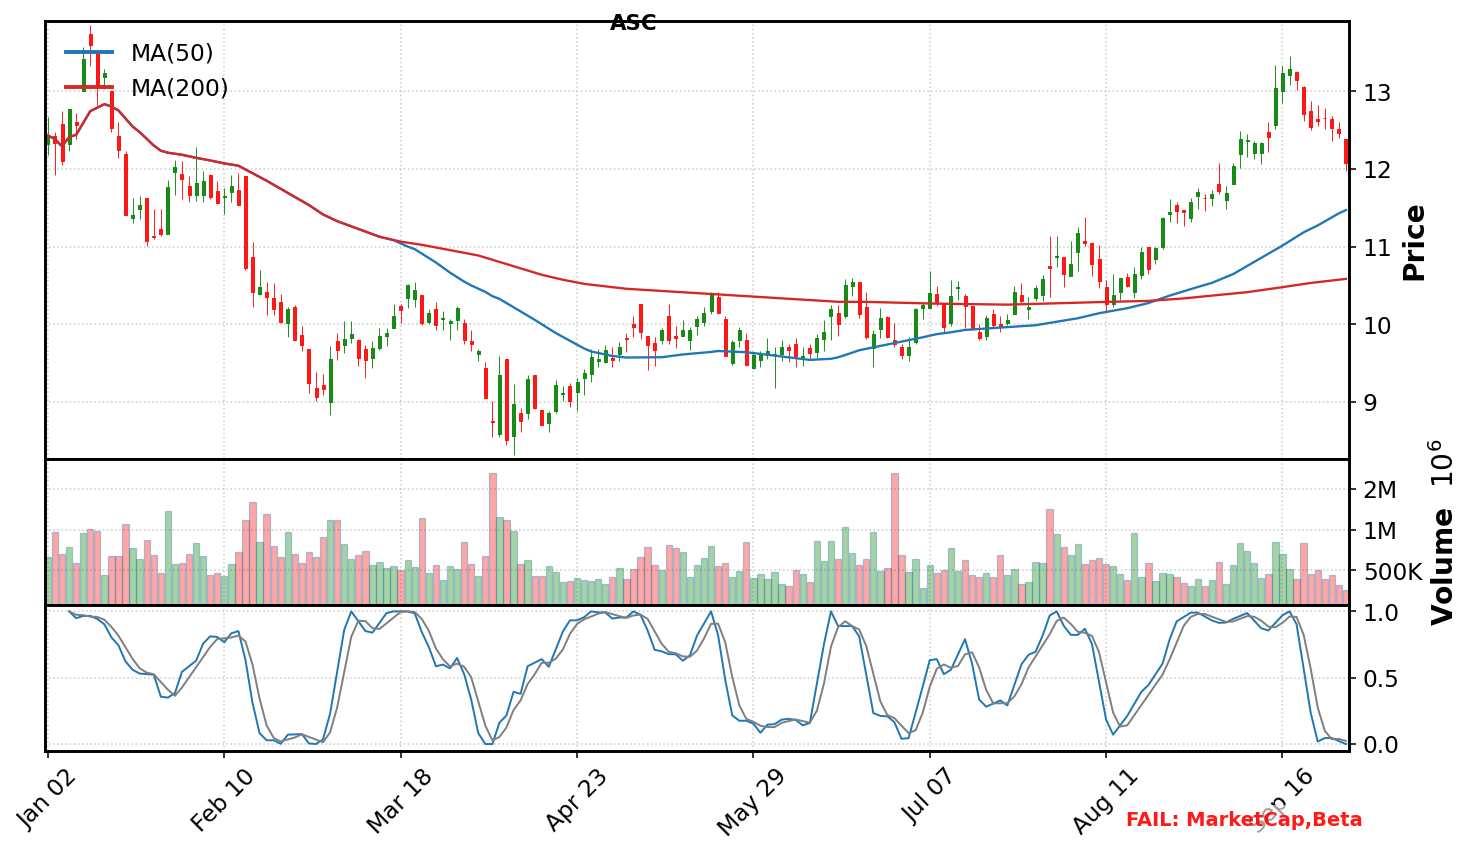 ASC
MA(50)
MA(200)
13
12
11
10
9
Price
2M
1M
500K
Volume 10^6
1.0
0.5
0.0
Jan 02
Feb 10
Mar 18
Apr 23
May 29
Jul 07
Aug 11
Sep 16
FAIL: MarketCap,Beta